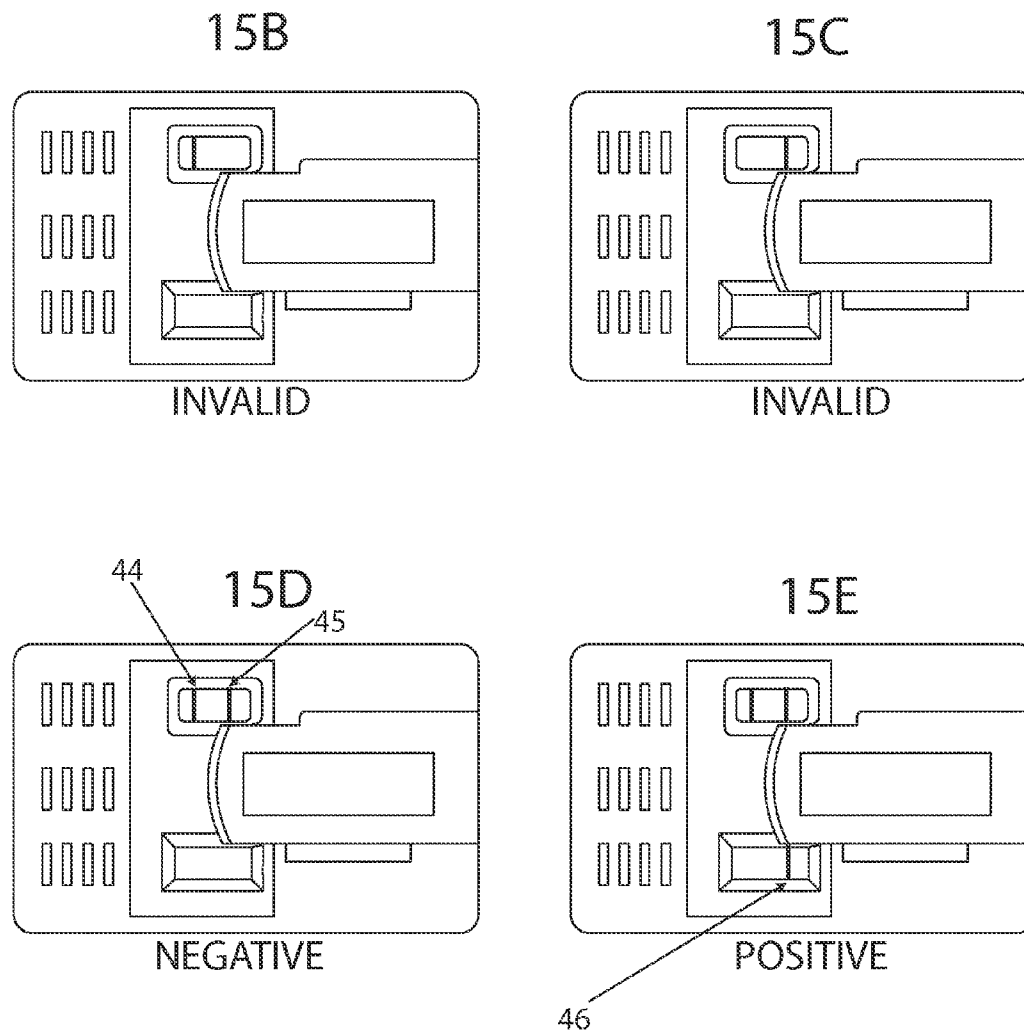 15B
15C
INVALID
INVALID
44
15D
45
15E
NEGATIVE
POSITIVE
46